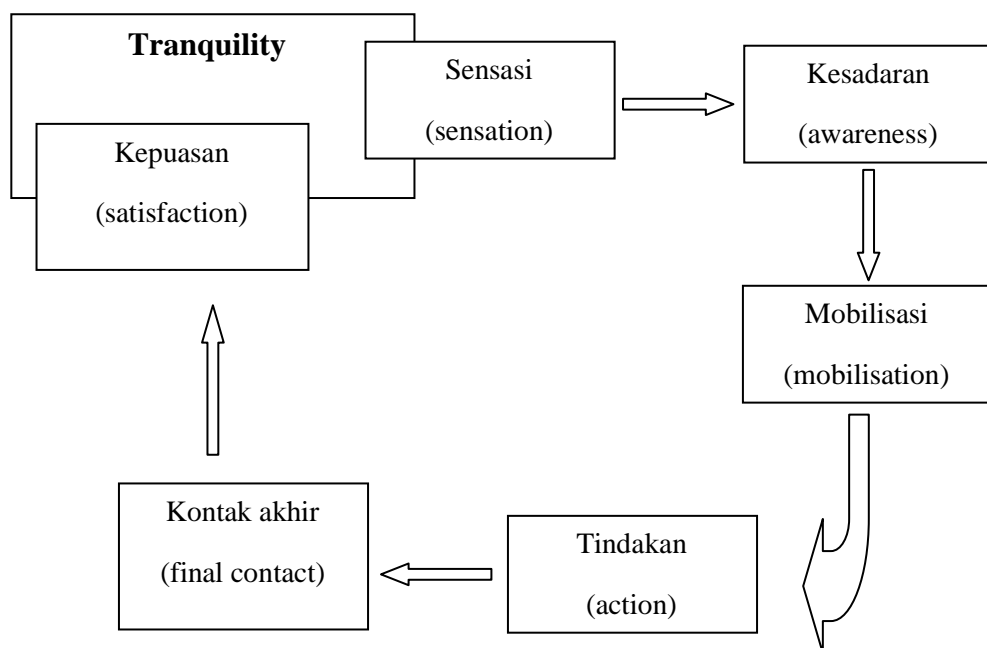 Tranquility
Sensasi
(sensation)
Kesadaran
(awareness)
Kepuasan
(satisfaction)
Mobilisasi
(mobilisation)
Kontak akhir
(final contact)
Tindakan
(action)